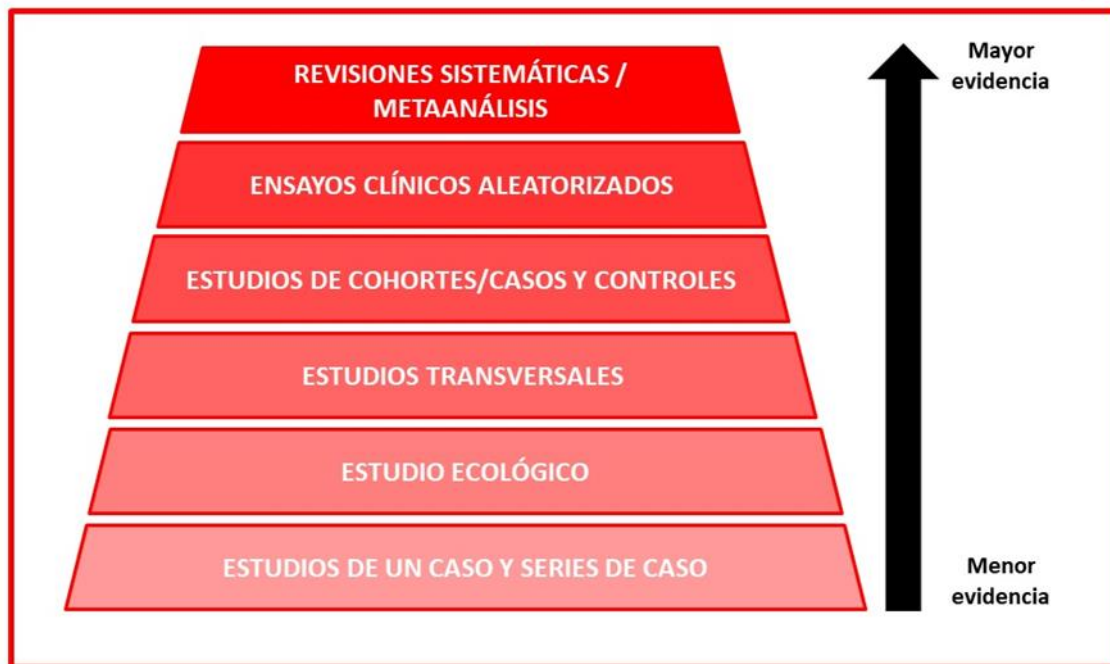 REVISIONES SISTEMÁTICAS /
METAANÁLISIS
ENSAYOS CLÍNICOS ALEATORIZADOS
ESTUDIOS DE COHORTES/CASOS Y CONTROLES
ESTUDIOS TRANSVERSALES
ESTUDIO ECOLÓGICO
ESTUDIOS DE UN CASO Y SERIES DE CASO
Mayor
evidencia
Menor
evidencia